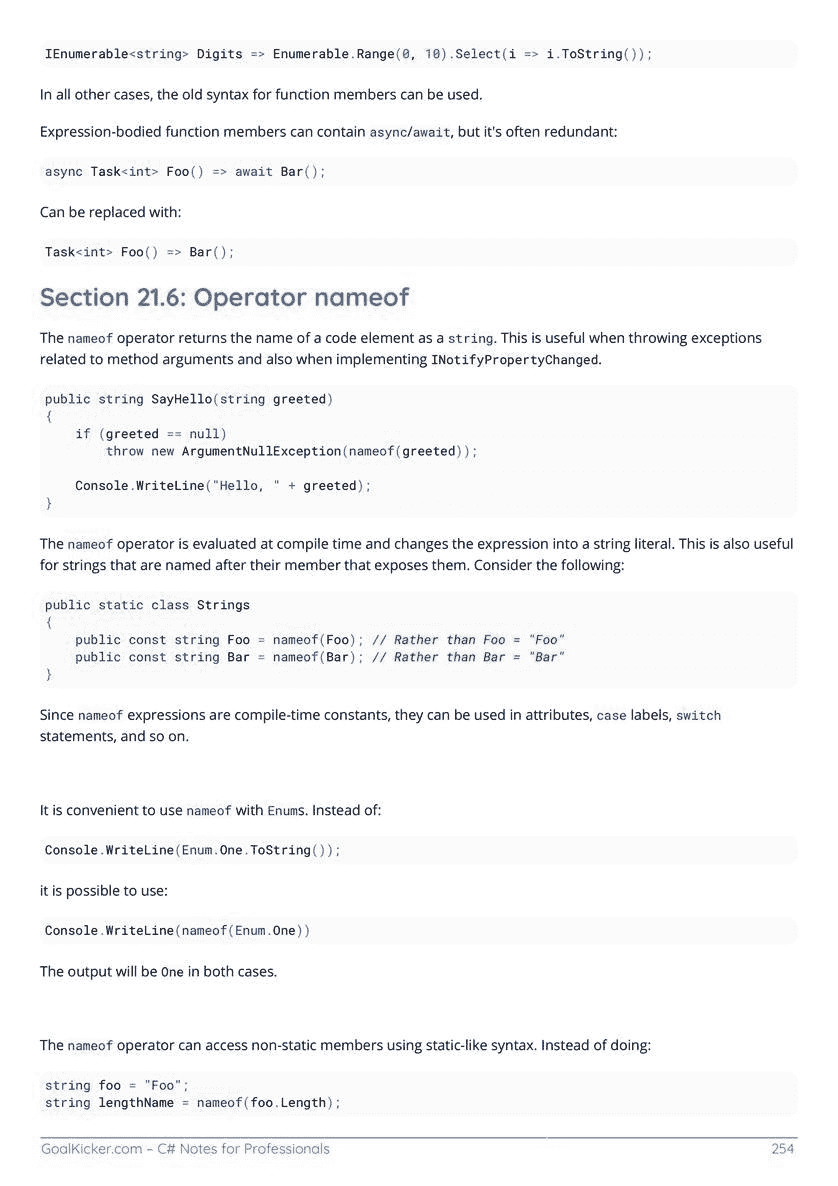 IEnumerable<string> Digits => Enumerable.Range(0, 10).Select(i => i.ToString());
In all other cases, the old syntax for function members can be used.
Expression-bodied function members can contain async/await, but it's often redundant:
async Task<int> Foo() => await Bar();
Can be replaced with:
Task<int> Foo() => Bar();
Section 21.6: Operator nameof
The nameof operator returns the name of a code element as a string. This is useful when throwing exceptions
related to method arguments and also when implementing INotifyPropertyChanged.
public string SayHello(string greeted)
{
    if (greeted == null)
        throw new ArgumentNullException(nameof(greeted));
    Console.WriteLine("Hello, " + greeted);
}
The nameof operator is evaluated at compile time and changes the expression into a string literal. This is also useful
for strings that are named after their member that exposes them. Consider the following:
public static class Strings
{
    public const string Foo = nameof(Foo); // Rather than Foo = "Foo"
    public const string Bar = nameof(Bar); // Rather than Bar = "Bar"
}
Since nameof expressions are compile-time constants, they can be used in attributes, case labels, switch
statements, and so on.
It is convenient to use nameof with Enums. Instead of:
Console.WriteLine(Enum.One.ToString());
it is possible to use:
Console.WriteLine(nameof(Enum.One))
The output will be One in both cases.
The nameof operator can access non-static members using static-like syntax. Instead of doing:
string foo = "Foo";
string lengthName = nameof(foo.Length);
GoalKicker.com – C# Notes for Professionals 254